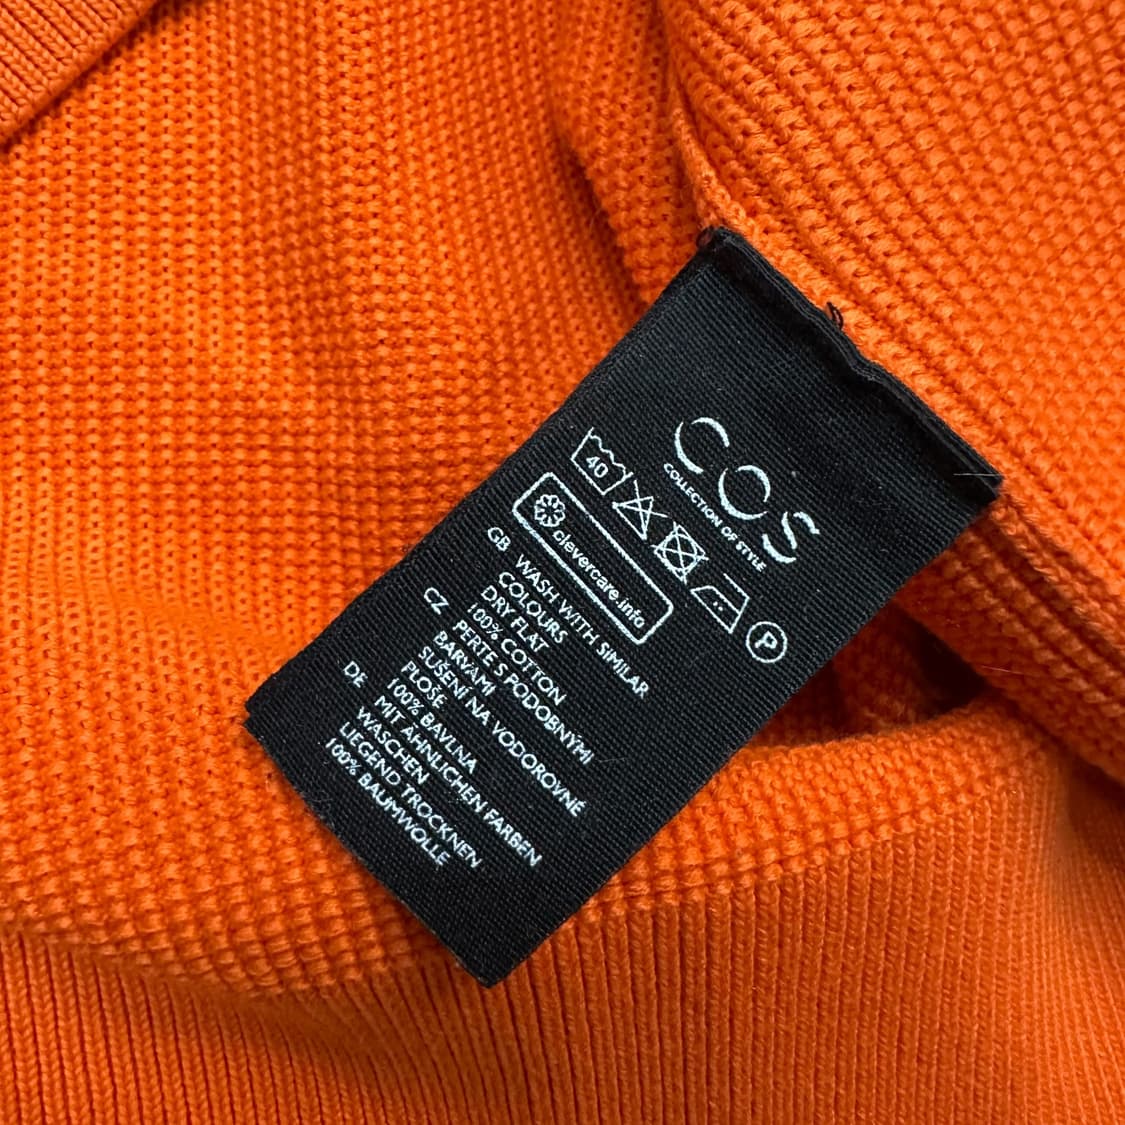 COS
COLLECTION OF STYLE
40
P
clevercare.info
GB WASH WITH SIMILAR
COLOURS
DRY FLAT
100% COTTON
CZ PERTE S PODOBNÝMI
BARVAMI
SUŠENÍ NA VODOROVNÉ
PLOŠE
100% BAVLNA
DE MIT ÄHNLICHEN FARBEN
WASCHEN
LIEGEND TROCKNEN
100% BAUMWOLLE